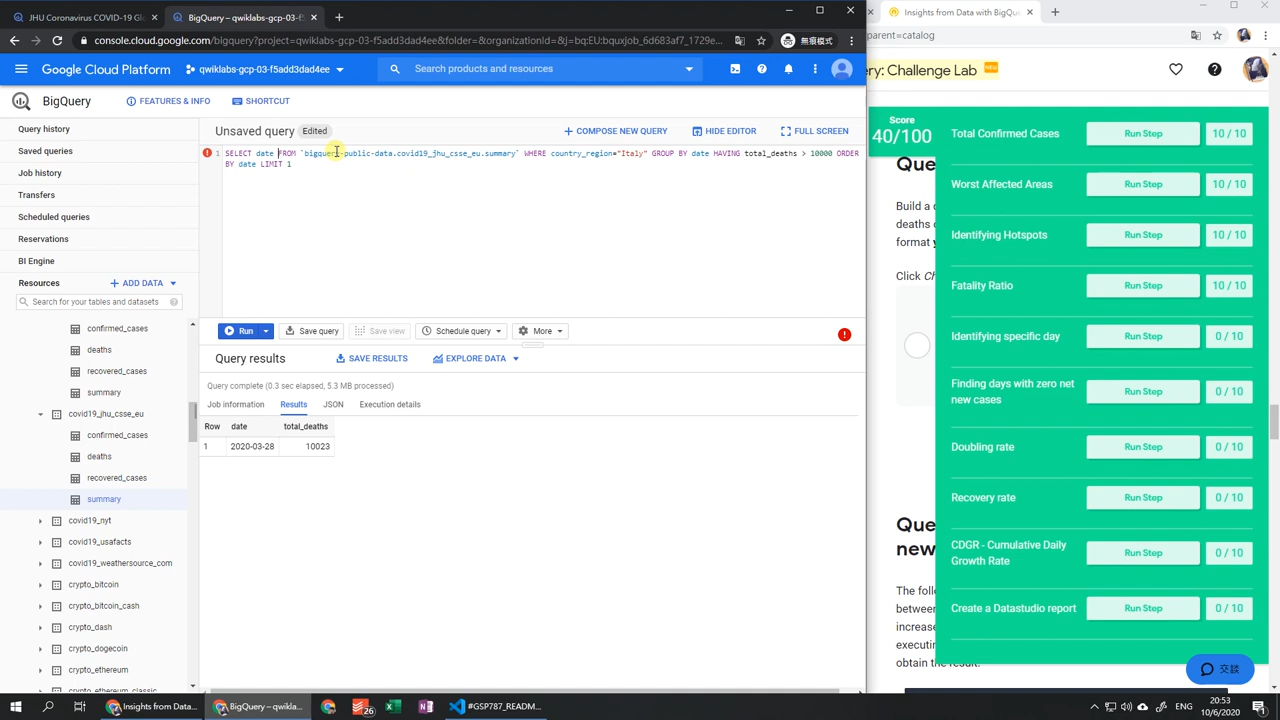 JHU Coronavirus COVID-19 Gl
BigQuery – qwiklabs-gcp-03-f5
Insights from Data with BigQu
console.cloud.google.com/bigquery?project=qwiklabs-gcp-03-f5add3dad4ee&folder=&organizationId=&j=bq:EU:bquxjob_6d683af7_1729e...
無痕模式
parent=catalog
Google Cloud Platform
qwiklabs-gcp-03-f5add3dad4ee
Search products and resources
ry: Challenge Lab
NEW
BigQuery
FEATURES & INFO
SHORTCUT
Query history
Saved queries
Job history
Transfers
Scheduled queries
Reservations
BI Engine
Resources
ADD DATA
Search for your tables and datasets
confirmed_cases
deaths
recovered_cases
summary
covid19_jhu_csse_eu
confirmed_cases
deaths
recovered_cases
summary
covid19_nyt
covid19_usafacts
covid19_weathersource_com
crypto_bitcoin
crypto_bitcoin_cash
crypto_dash
crypto_dogecoin
crypto_ethereum
crypto_ethereum_classic
Unsaved query
Edited
COMPOSE NEW QUERY
HIDE EDITOR
FULL SCREEN
1 SELECT date FROM `bigquery-public-data.covid19_jhu_csse_eu.summary` WHERE country_region="Italy" GROUP BY date HAVING total_deaths > 10000 ORDER
BY date LIMIT 1
Run
Save query
Save view
Schedule query
More
Query results
SAVE RESULTS
EXPLORE DATA
Query complete (0.3 sec elapsed, 5.3 MB processed)
Job information
Results
JSON
Execution details
Row date total_deaths
1 2020-03-28 10023
Score
40/100
Que
Build a
deaths
format
Click Ch
Que
new
The follo
between
increase
executin
obtain the result.
Total Confirmed Cases
Run Step
10 / 10
Worst Affected Areas
Run Step
10 / 10
Identifying Hotspots
Run Step
10 / 10
Fatality Ratio
Run Step
10 / 10
Identifying specific day
Run Step
0 / 10
Finding days with zero net
new cases
Run Step
0 / 10
Doubling rate
Run Step
0 / 10
Recovery rate
Run Step
0 / 10
CDGR - Cumulative Daily
Growth Rate
Run Step
0 / 10
Create a Datastudio report
Run Step
0 / 10
交談
Insights from Data...
BigQuery – qwikla...
26
#GSP787_READM...
ENG
20:53
10/6/2020
1